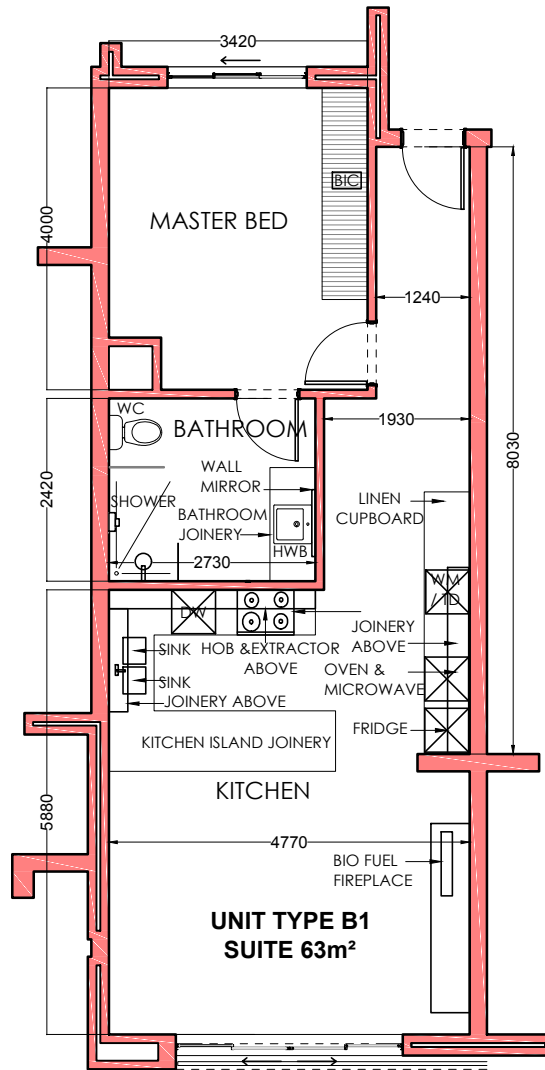 3420
BIC
MASTER BED
4000
1240
WC
BATHROOM
1930
8030
WALL
MIRROR
2420
SHOWER
LINEN
CUPBOARD
BATHROOM
JOINERY
HWB
2730
WM
/ TD
DW
JOINERY
ABOVE
SINK
HOB &EXTRACTOR
ABOVE
OVEN &
MICROWAVE
SINK
JOINERY ABOVE
FRIDGE
KITCHEN ISLAND JOINERY
KITCHEN
5880
4770
BIO FUEL
FIREPLACE
UNIT TYPE B1
SUITE 63m²